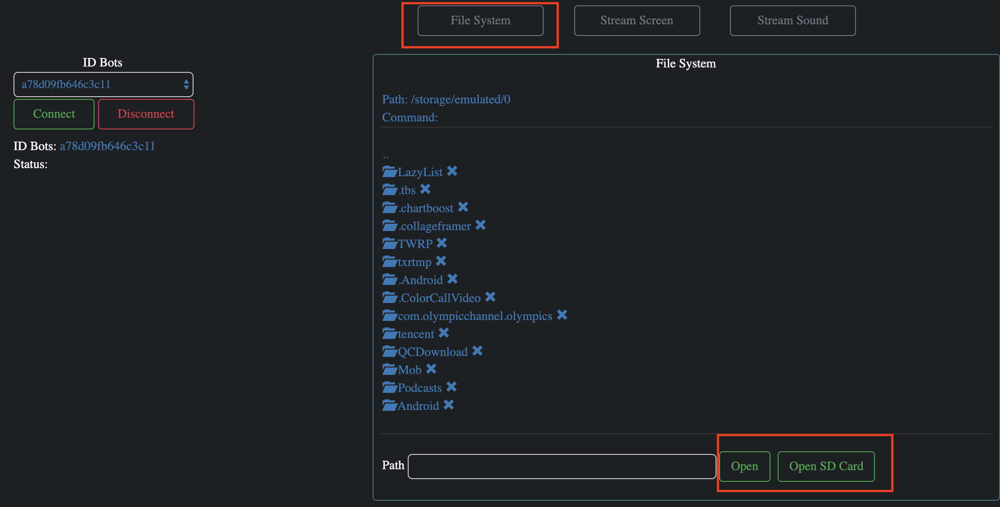 File System
Stream Screen
Stream Sound
ID Bots
a78d09fb646c3c11
Connect
Disconnect
ID Bots: a78d09fb646c3c11
Status:
File System
Path: /storage/emulated/0
Command:
..
LazyList
.tbs
.chartboost
.collageframer
TWRP
txrtmp
.Android
.ColorCallVideo
com.olympicchannel.olympics
tencent
QCDownload
Mob
Podcasts
Android
Path
Open
Open SD Card